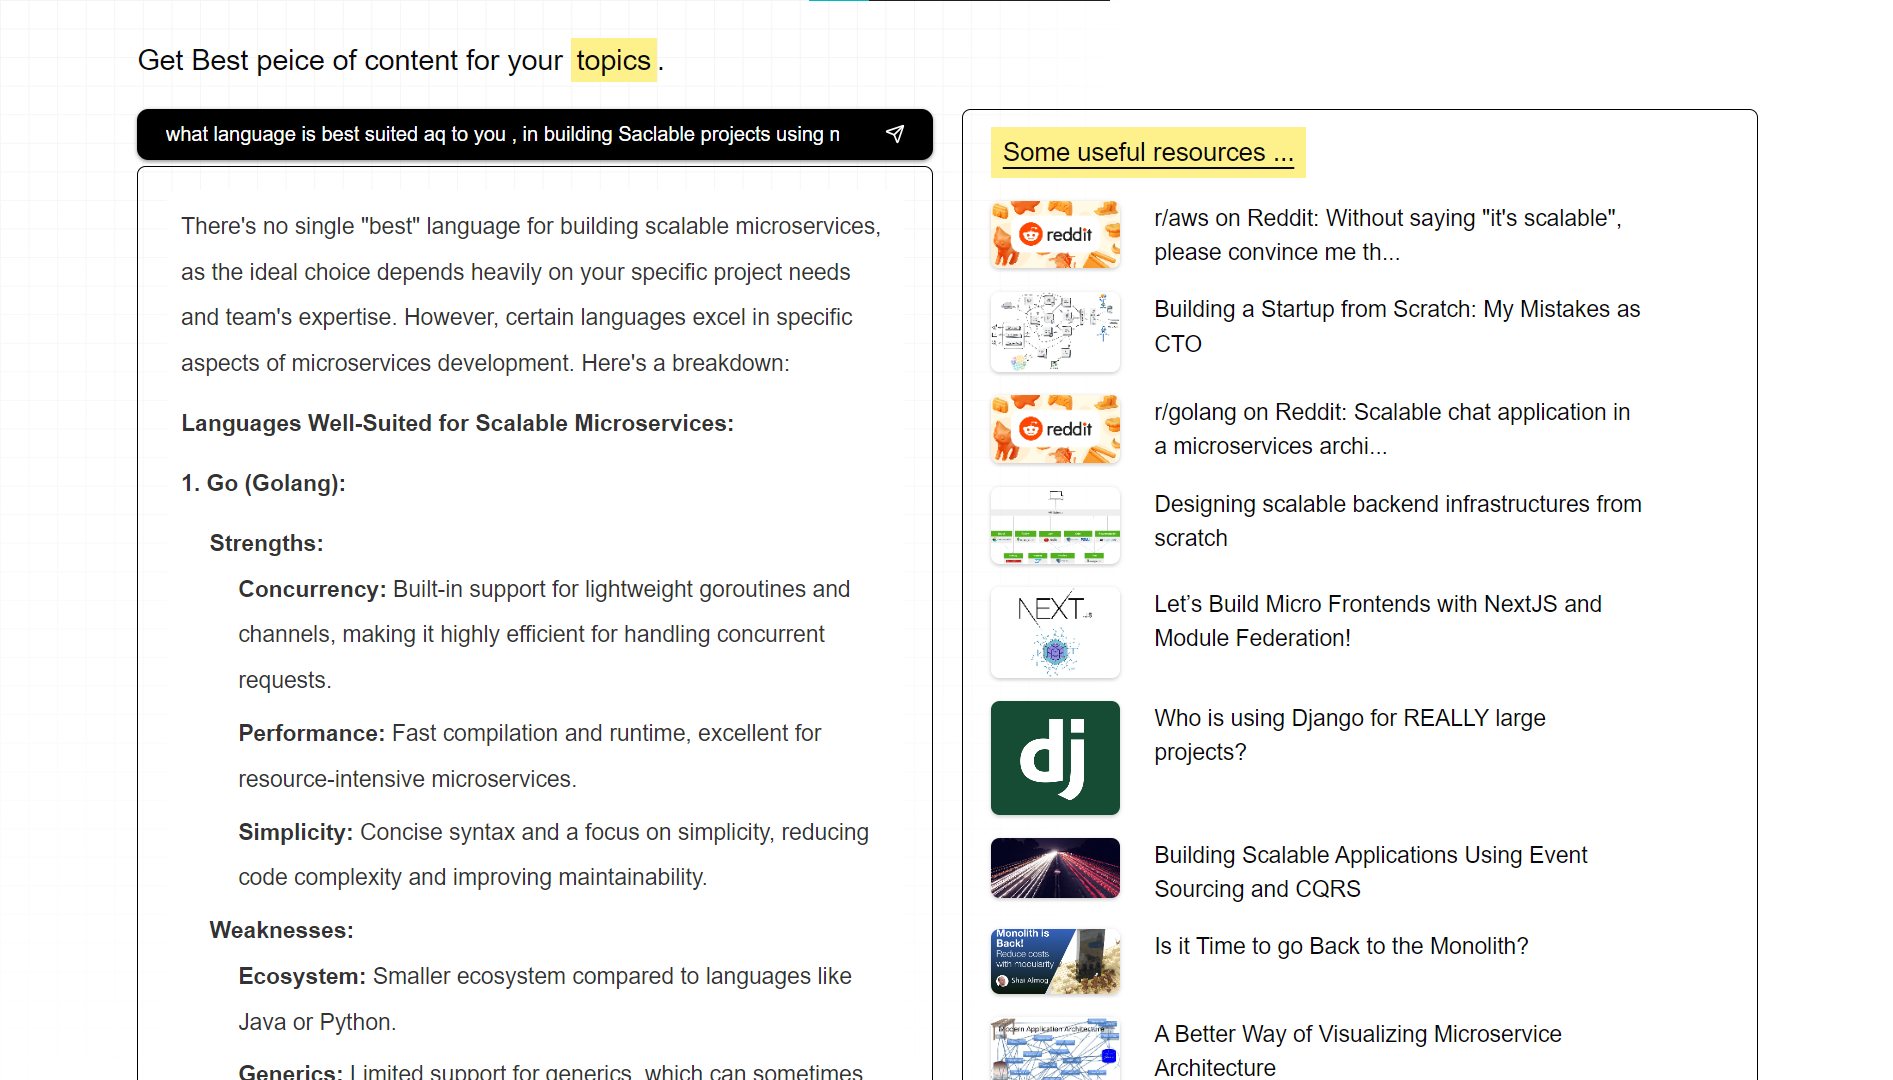 Get Best peice of content for your topics.
what language is best suited aq to you , in building Saclable projects using n
There's no single "best" language for building scalable microservices,
as the ideal choice depends heavily on your specific project needs
and team's expertise. However, certain languages excel in specific
aspects of microservices development. Here's a breakdown:
Languages Well-Suited for Scalable Microservices:
1. Go (Golang):
Strengths:
Concurrency: Built-in support for lightweight goroutines and
channels, making it highly efficient for handling concurrent
requests.
Performance: Fast compilation and runtime, excellent for
resource-intensive microservices.
Simplicity: Concise syntax and a focus on simplicity, reducing
code complexity and improving maintainability.
Weaknesses:
Ecosystem: Smaller ecosystem compared to languages like
Java or Python.
Generics: Limited support for generics, which can sometimes
Some useful resources ...
reddit
r/aws on Reddit: Without saying "it's scalable",
please convince me th...
Building a Startup from Scratch: My Mistakes as
CTO
reddit
r/golang on Reddit: Scalable chat application in
a microservices archi...
Designing scalable backend infrastructures from
scratch
NEXT.JS
Let’s Build Micro Frontends with NextJS and
Module Federation!
dj
Who is using Django for REALLY large
projects?
Building Scalable Applications Using Event
Sourcing and CQRS
Monolith is
Back!
Reduce costs
with modularity
Shai Almog
Is it Time to go Back to the Monolith?
Modern Application Architecture
A Better Way of Visualizing Microservice
Architecture